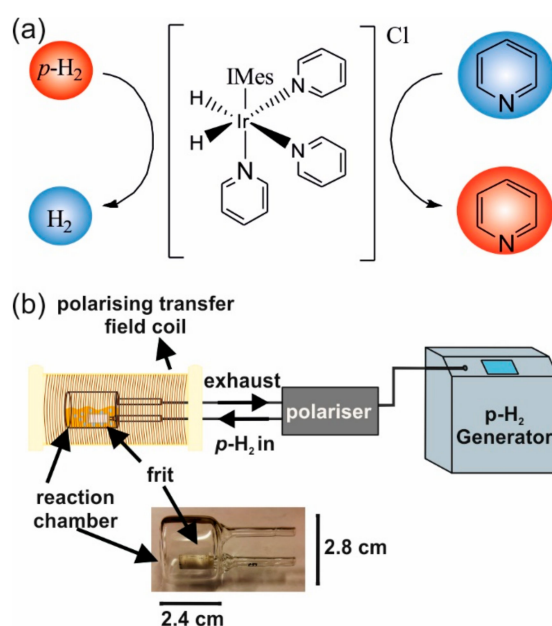 (a)
p-H2
H2
IMes
H
H
Ir
N
N
N
Cl
N
N
(b)
polarising transfer
field coil
exhaust
p-H2 in
polariser
p-H2
Generator
reaction
chamber
frit
2.8 cm
2.4 cm